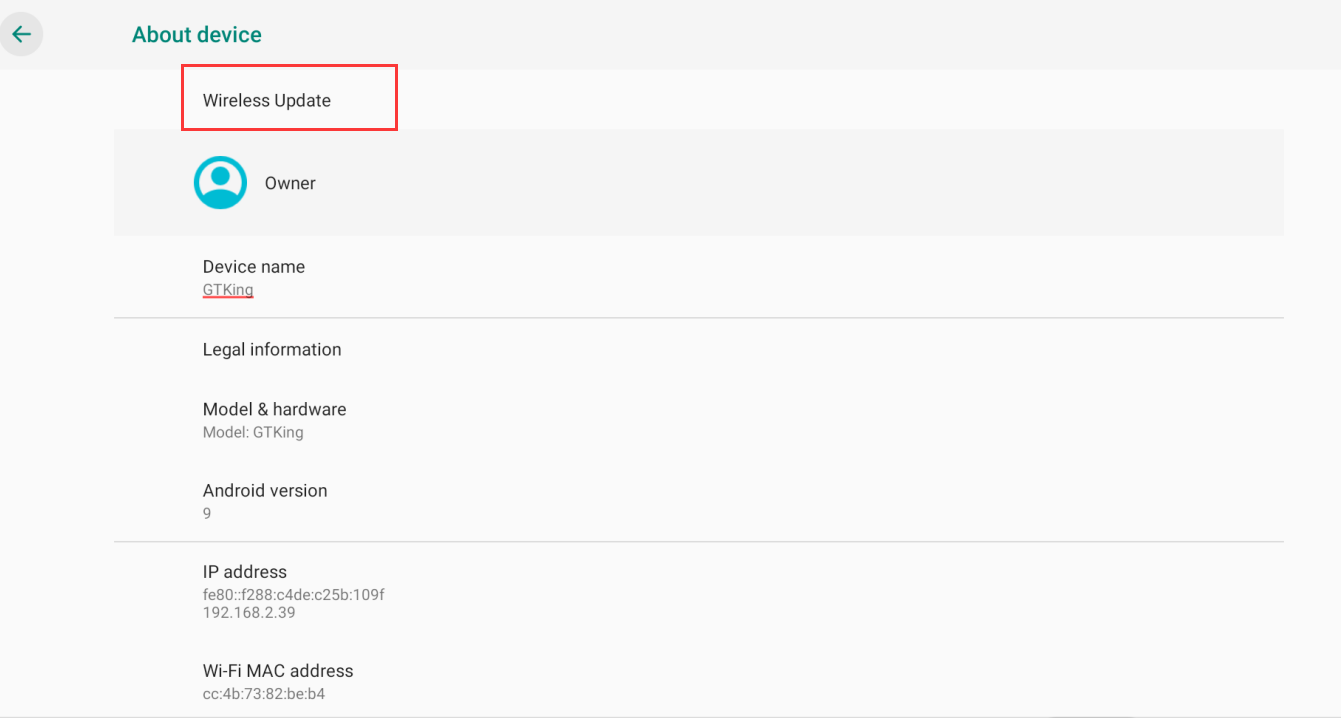 About device
Wireless Update
Owner
Device name
GTKing
Legal information
Model & hardware
Model: GTKing
Android version
9
IP address
fe80::f288:c4de:c25b:109f
192.168.2.39
Wi-Fi MAC address
cc:4b:73:82:be:b4